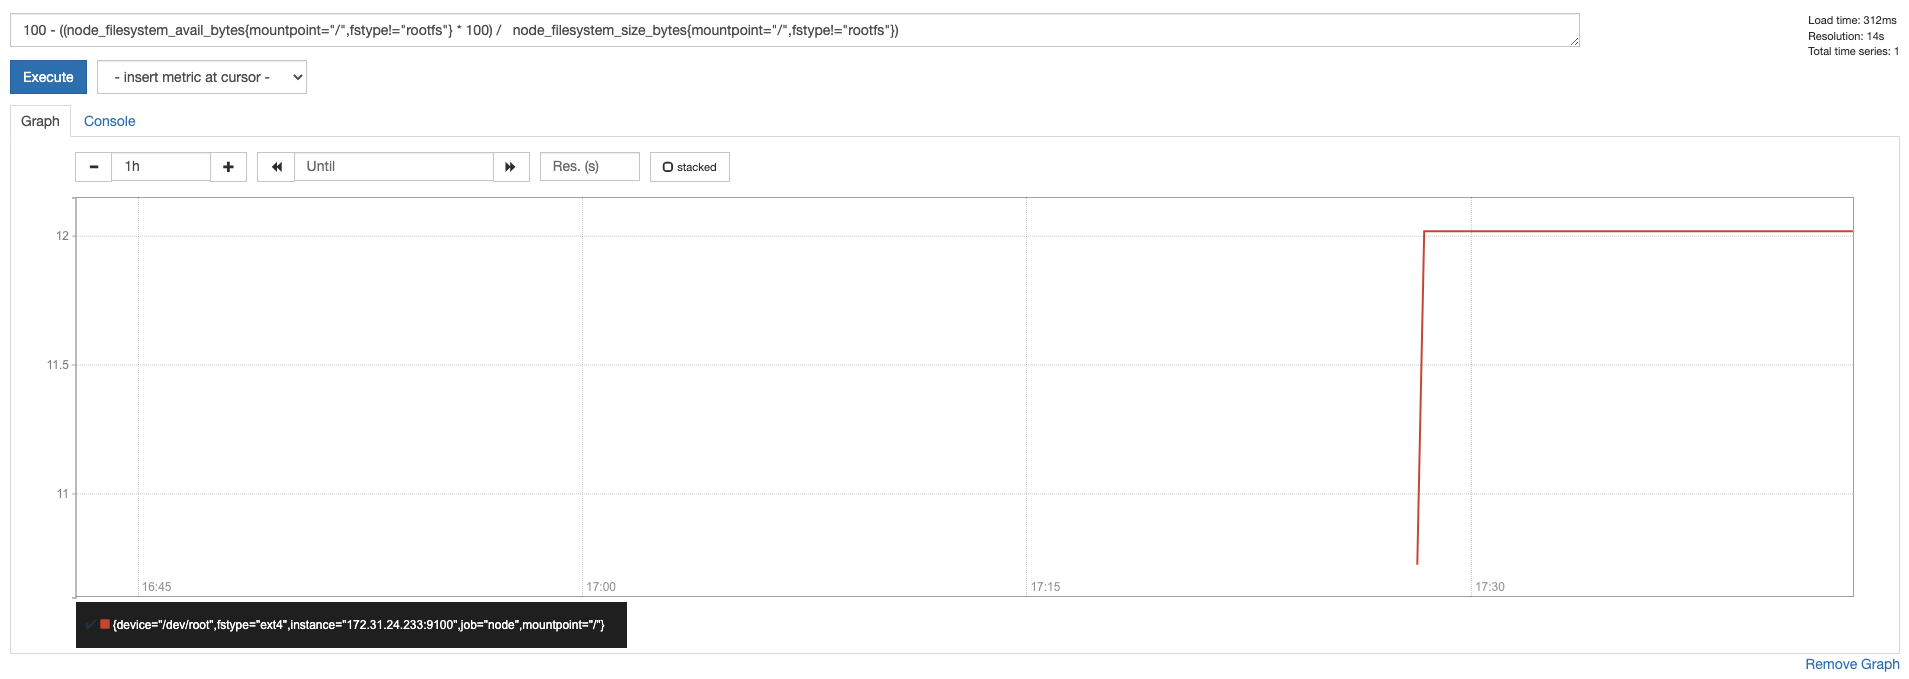 100 - ((node_filesystem_avail_bytes{mountpoint="/",fstype!="rootfs"} * 100) /   node_filesystem_size_bytes{mountpoint="/",fstype!="rootfs"})
Load time: 312ms
Resolution: 14s
Total time series: 1
Execute
- insert metric at cursor -
Graph
Console
1h
Until
Res. (s)
stacked
12
11.5
11
16:45
17:00
17:15
17:30
{device="/dev/root",fstype="ext4",instance="172.31.24.233:9100",job="node",mountpoint="/"}
Remove Graph